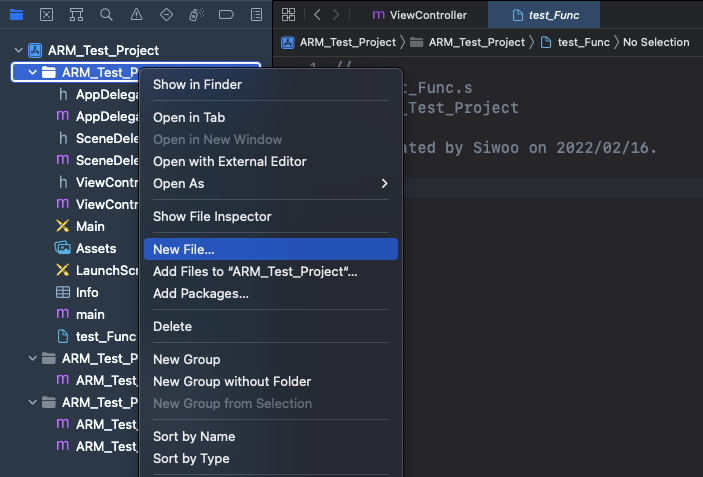 ViewController
test_Func
ARM_Test_Project
ARM_Test_Project
ARM_Test_Project
test_Func
No Selection
ARM_Test_P
AppDelega
AppDelega
SceneDele
SceneDele
ViewContr
ViewContr
Main
Assets
LaunchScr
Info
main
test_Func
ARM_Test_P
ARM_Test_
ARM_Test_P
ARM_Test_
ARM_Test_
Show in Finder
Open in Tab
Open in New Window
Open with External Editor
Open As
Show File Inspector
New File...
Add Files to “ARM_Test_Project“...
Add Packages...
Delete
New Group
New Group without Folder
New Group from Selection
Sort by Name
Sort by Type
1 //
t_Func.s
_Test_Project
ated by Siwoo on 2022/02/16.